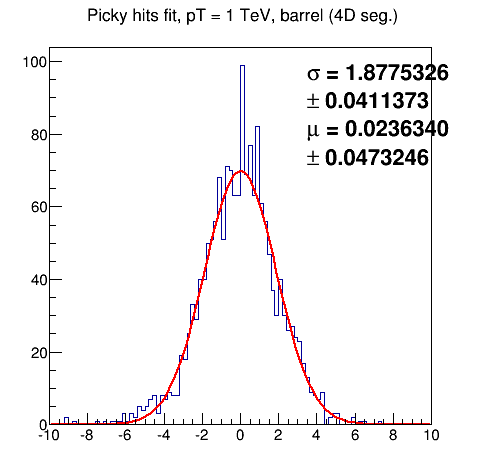 Picky hits fit, pT = 1 TeV, barrel (4D seg.)
100
σ = 1.8775326
± 0.0411373
80
μ = 0.0236340
± 0.0473246
60
40
20
0
-10 -8 -6 -4 -2 0 2 4 6 8 10